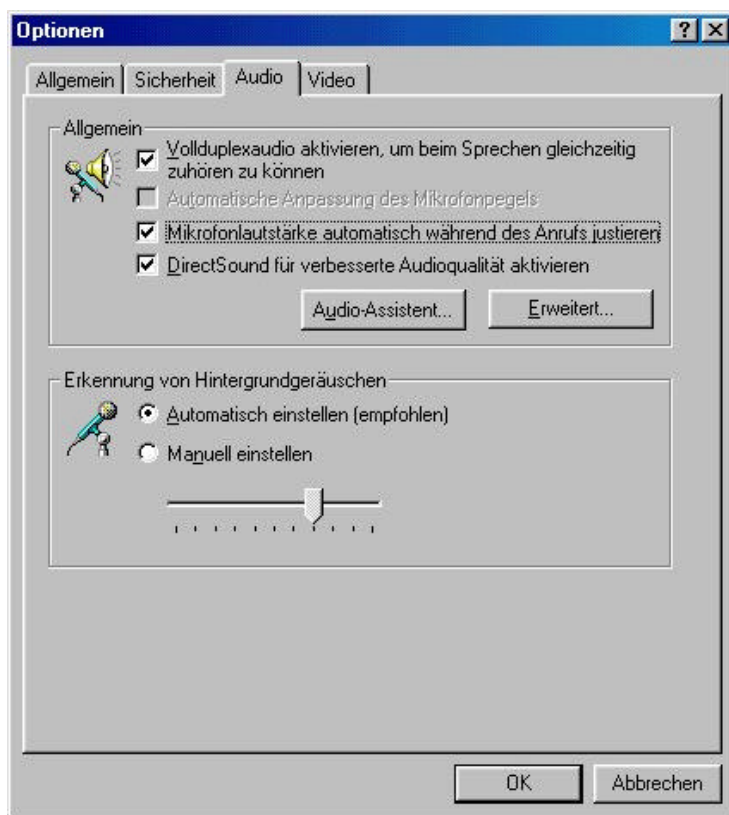 Optionen
Allgemein Sicherheit Audio Video
Allgemein
Vollduplexaudio aktivieren, um beim Sprechen gleichzeitig
zuhören zu können
Automatische Anpassung des Mikrofonpegels
Mikrofonlautstärke automatisch während des Anrufs justieren
DirectSound für verbesserte Audioqualität aktivieren
Audio-Assistent... Erweitert...
Erkennung von Hintergrundgeräuschen
Automatisch einstellen (empfohlen)
Manuell einstellen
OK Abbrechen